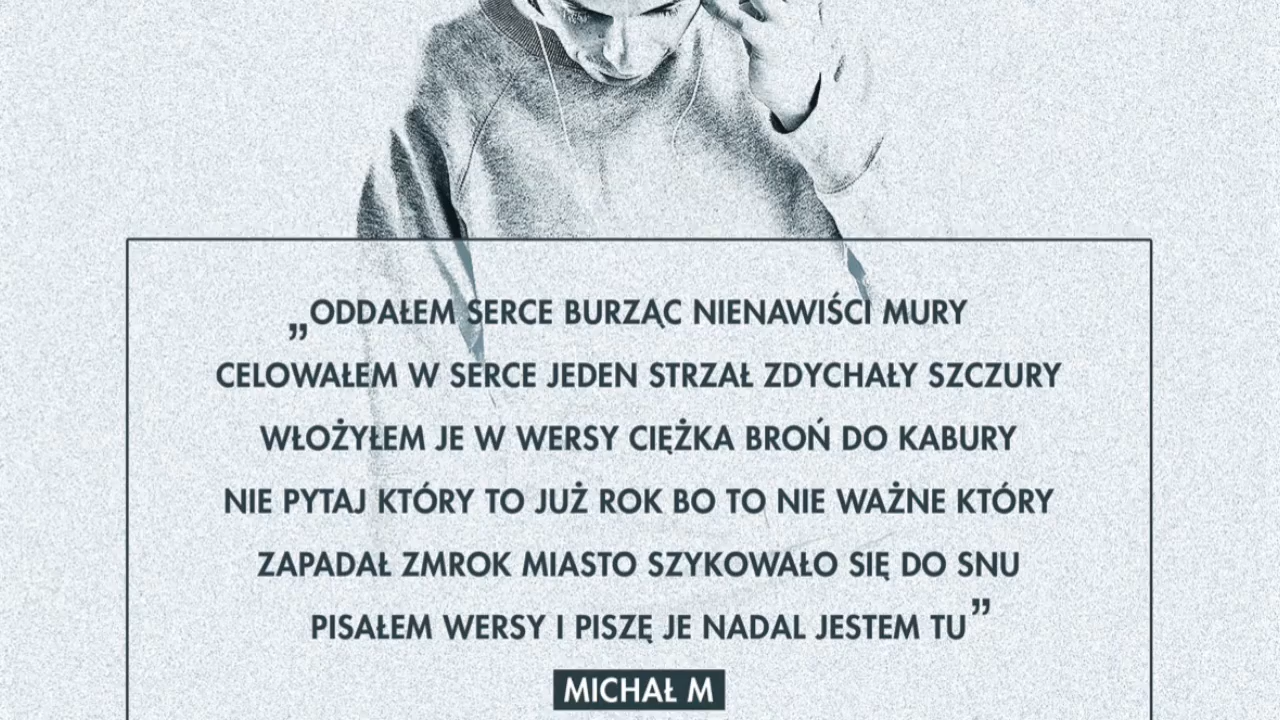 „ODDAŁEM SERCE BURZĄC NIENAWIŚCI MURY
CELOWAŁEM W SERCE JEDEN STRZAŁ ZDYCHAŁY SZCZURY
WŁOŻYŁEM JE W WERSY CIĘŻKA BROŃ DO KABURY
NIE PYTAJ KTÓRY TO JUŻ ROK BO TO NIE WAŻNE KTÓRY
ZAPADAŁ ZMROK MIASTO SZYKOWAŁO SIĘ DO SNU
PISAŁEM WERSY I PISZĘ JE NADAL JESTEM TU”
MICHAŁ M